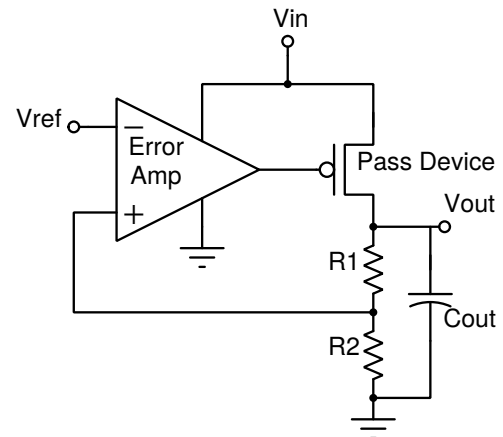 Vin
Vref
−
Error
Amp
+
Pass Device
Vout
R1
Cout
R2